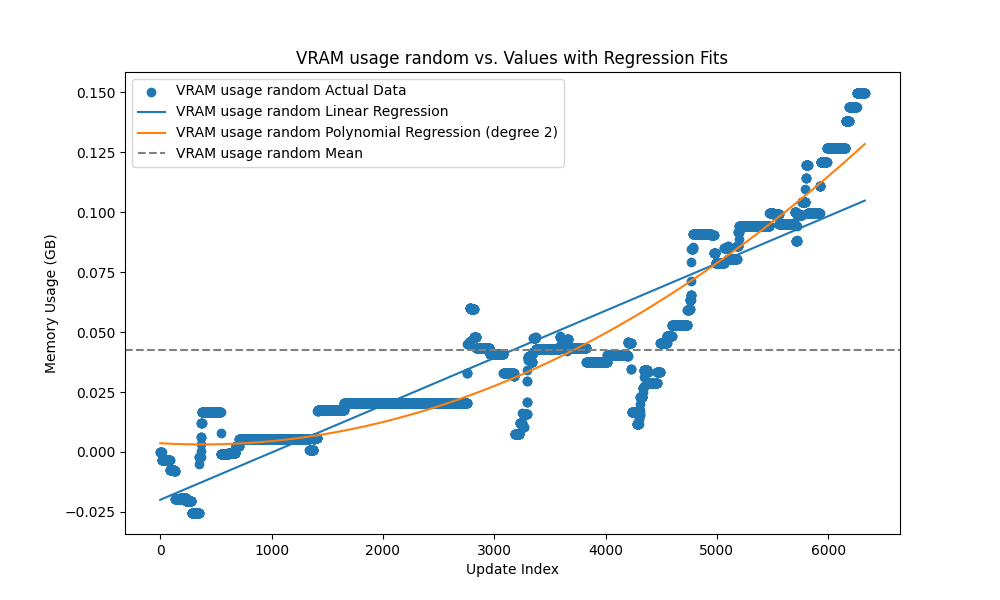 VRAM usage random vs. Values with Regression Fits
VRAM usage random Actual Data
VRAM usage random Linear Regression
VRAM usage random Polynomial Regression (degree 2)
VRAM usage random Mean
Memory Usage (GB)
0.150
0.125
0.100
0.075
0.050
0.025
0.000
−0.025
0 1000 2000 3000 4000 5000 6000
Update Index